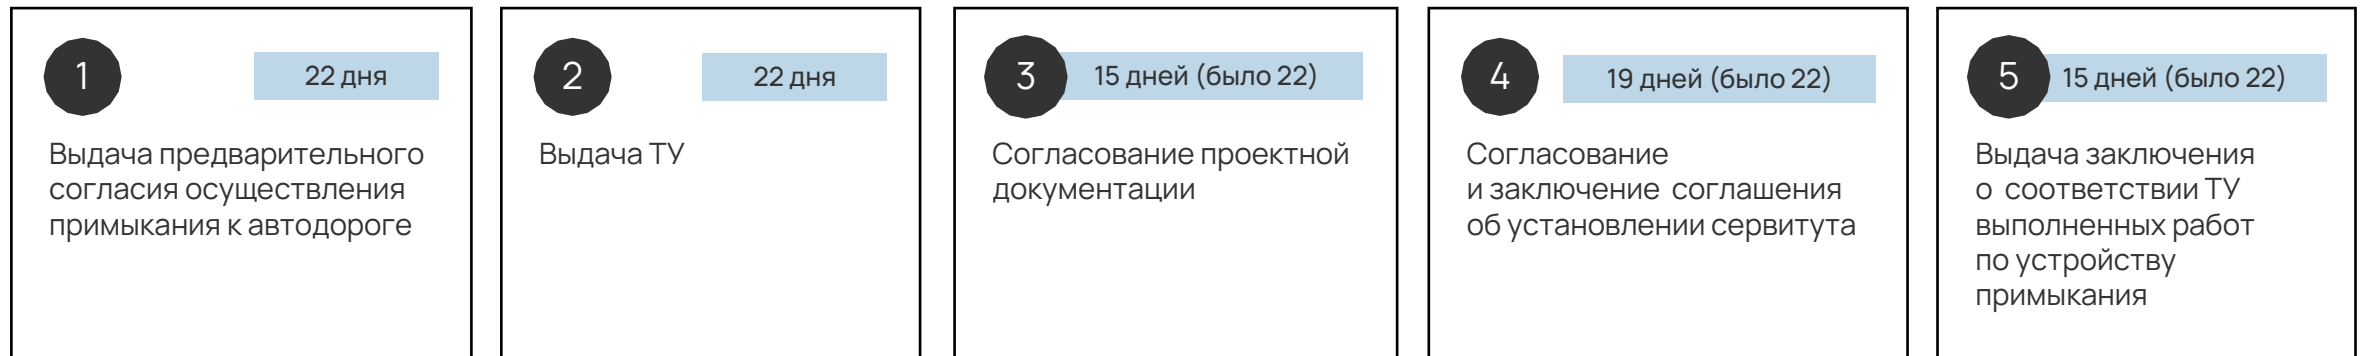 1
22 дня
Выдача предварительного
согласия осуществления
примыкания к автодороге
2
22 дня
Выдача ТУ
3
15 дней (было 22)
Согласование проектной
документации
4
19 дней (было 22)
Согласование
и заключение соглашения
об установлении сервитута
5
15 дней (было 22)
Выдача заключения
о соответствии ТУ
выполненных работ
по устройству
примыкания